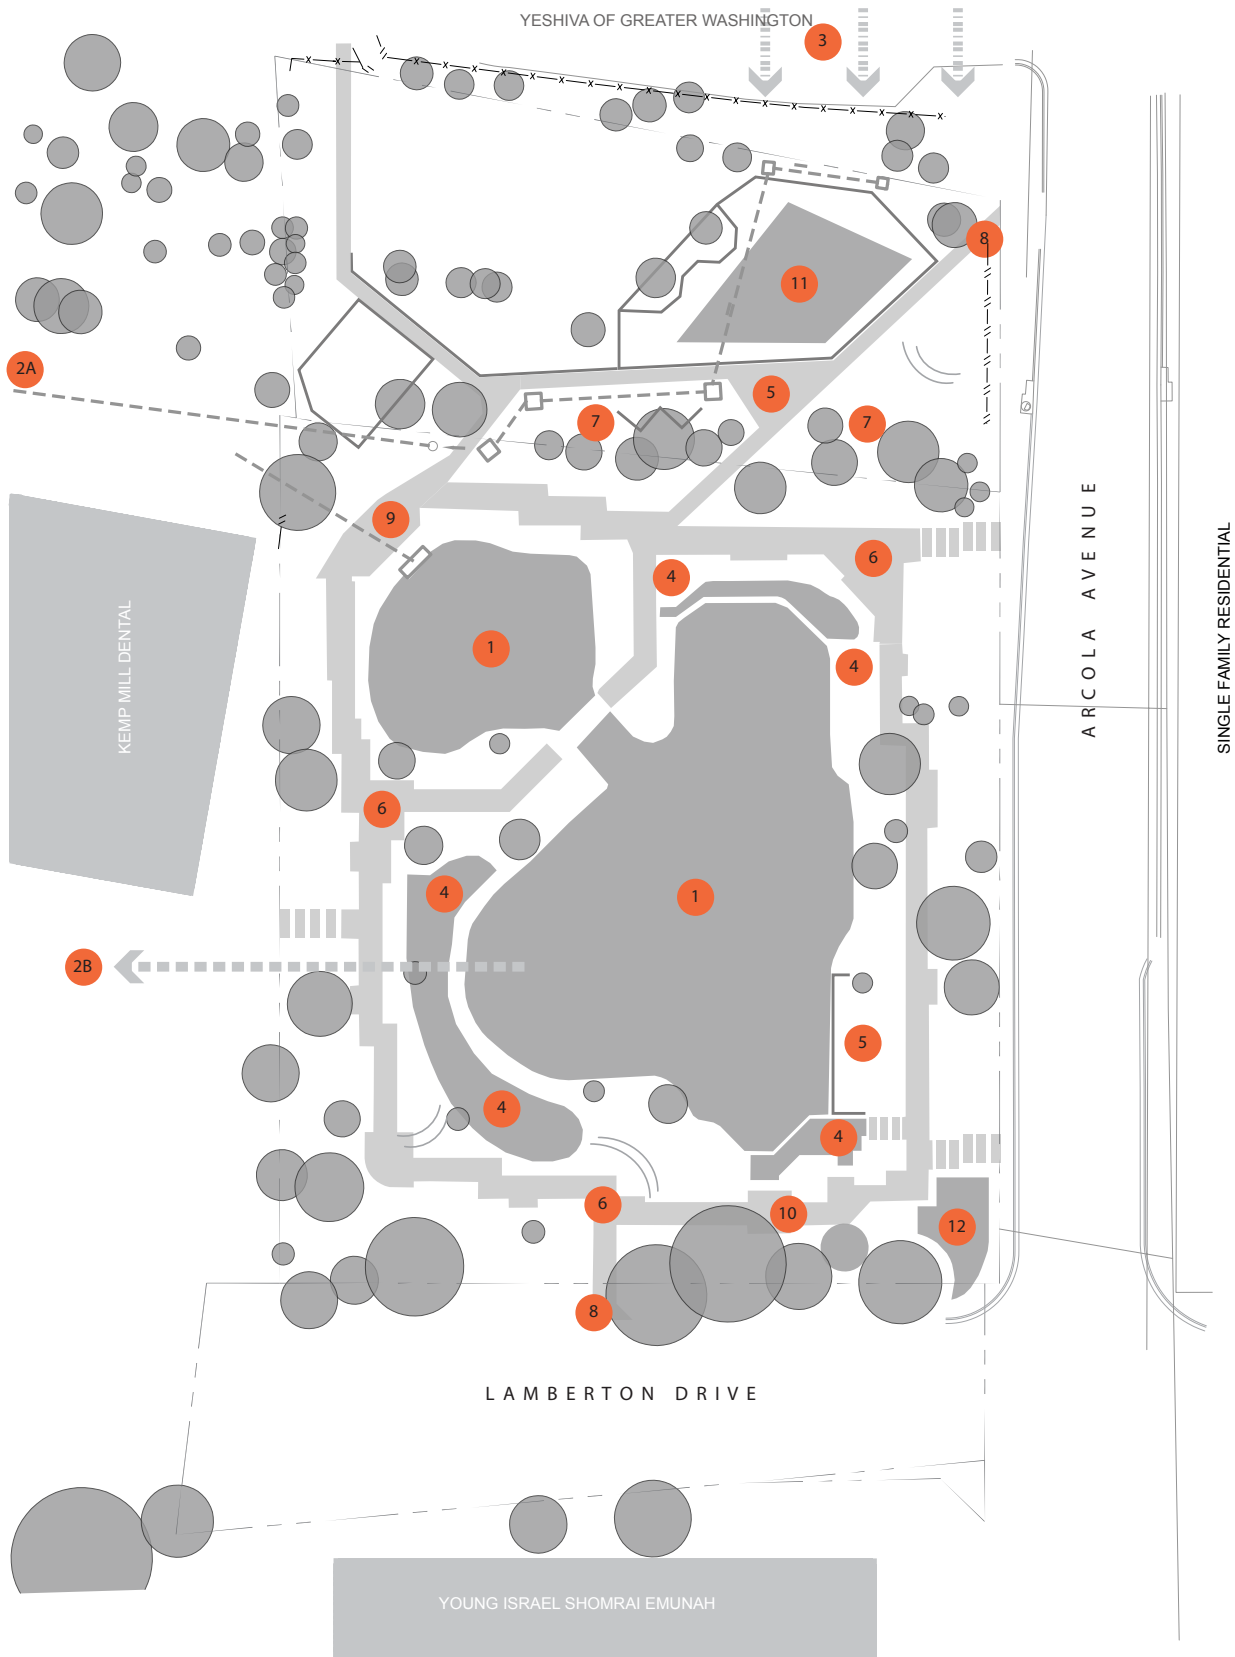 YESHIVA OF GREATER WASHINGTON
3
8
11
2A
5
7
7
9
6
4
1
4
KEMP MILL DENTAL
ARCOLA AVENUE
SINGLE FAMILY RESIDENTIAL
6
4
1
2B
5
4
4
6
10
12
8
LAMBERTON DRIVE
YOUNG ISRAEL SHOMRAI EMUNAH